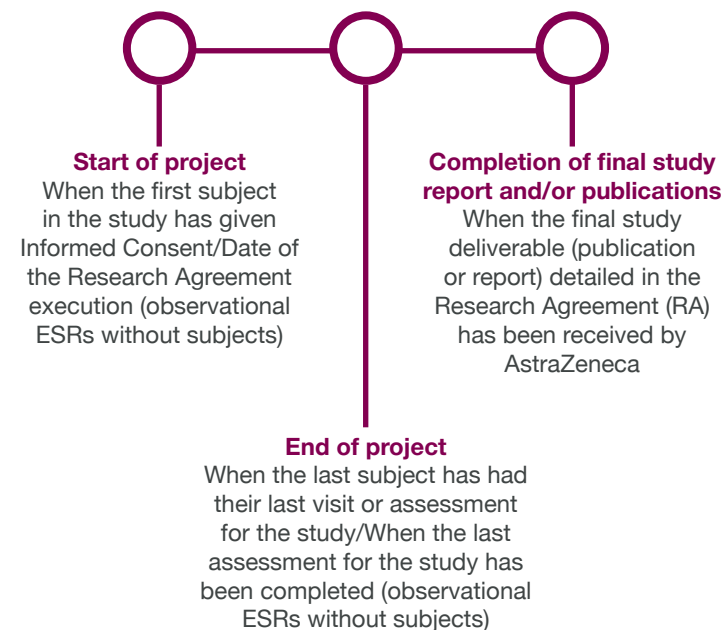 Start of project
When the first subject
in the study has given
Informed Consent/Date of
the Research Agreement
execution (observational
ESRs without subjects)
Completion of final study
report and/or publications
When the final study
deliverable (publication
or report) detailed in the
Research Agreement (RA)
has been received by
AstraZeneca
End of project
When the last subject has had
their last visit or assessment
for the study/When the last
assessment for the study has
been completed (observational
ESRs without subjects)